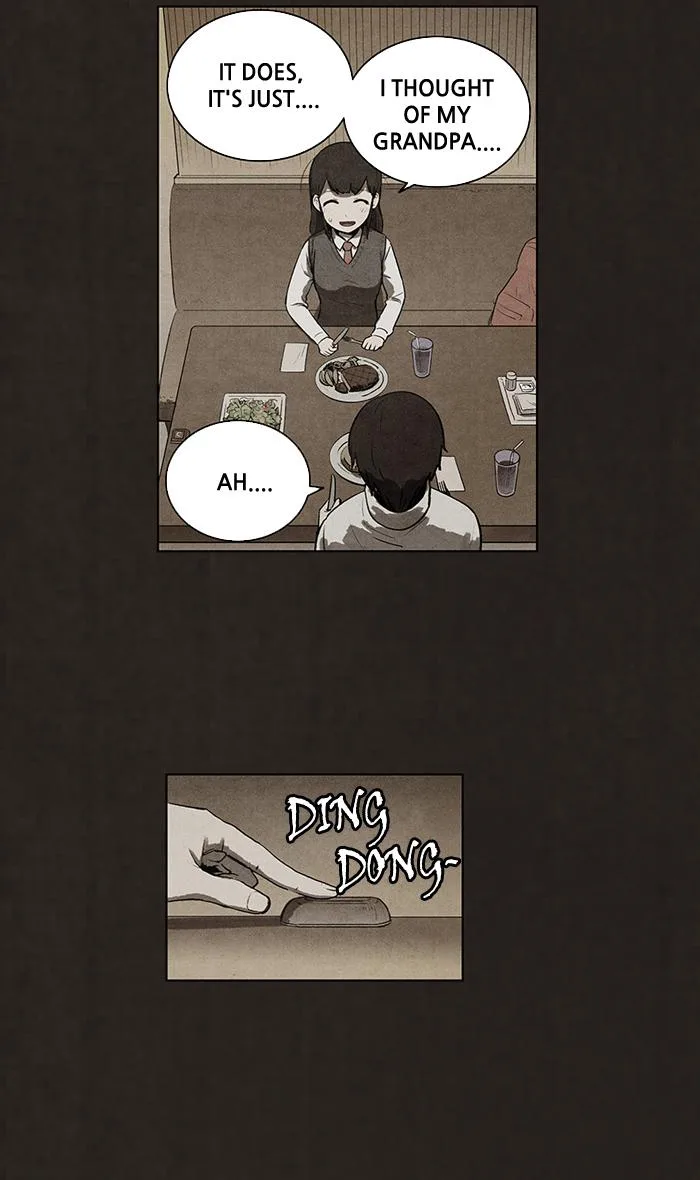 IT DOES,
IT'S JUST....
I THOUGHT
OF MY
GRANDPA....
AH....
DING
DONG~